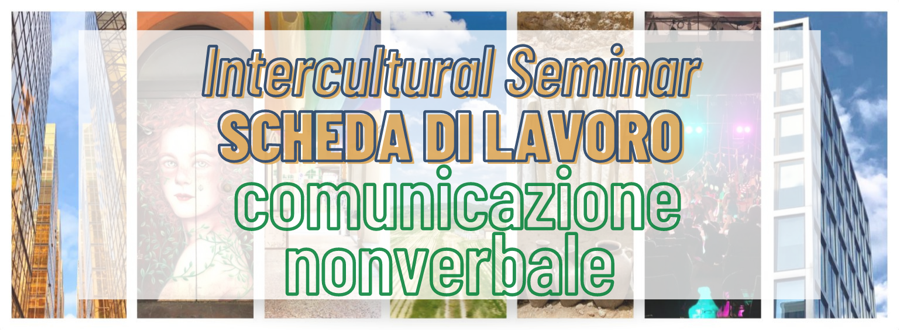 Intercultural Seminar
SCHEDA DI LAVORO
comunicazione
nonverbale